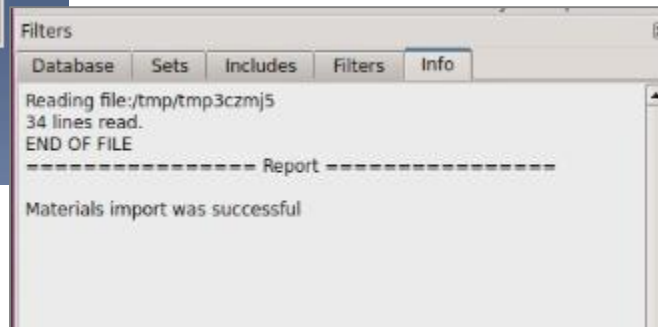 Filters
Database Sets Includes Filters Info
Reading file:/tmp/tmp3czmj5
34 lines read.
END OF FILE
================ Report ================
Materials import was successful